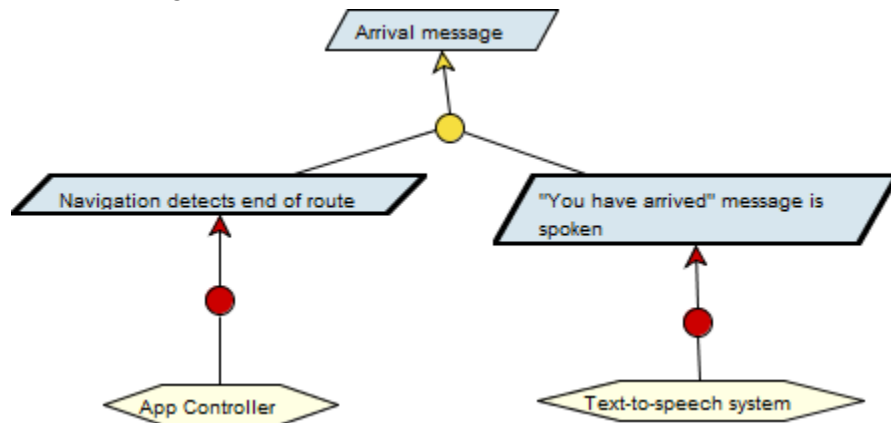 Arrival message
Navigation detects end of route
"You have arrived" message is
spoken
App Controller
Text-to-speech system